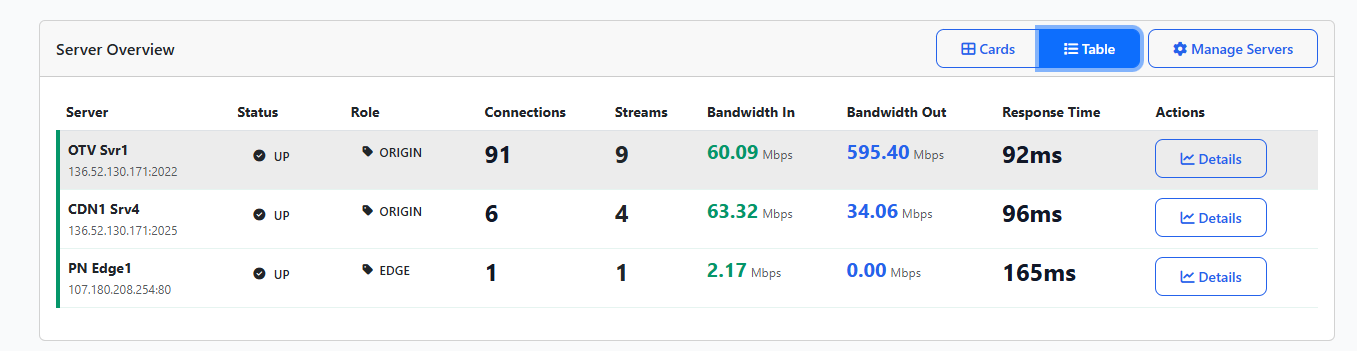 Server Overview
Cards
Table
Manage Servers
Server Status Role Connections Streams Bandwidth In Bandwidth Out Response Time Actions
OTV Svr1 UP ORIGIN 91 9 60.09 Mbps 595.40 Mbps 92ms Details
136.52.130.171:2022
CDN1 Srv4 UP ORIGIN 6 4 63.32 Mbps 34.06 Mbps 96ms Details
136.52.130.171:2025
PN Edge1 UP EDGE 1 1 2.17 Mbps 0.00 Mbps 165ms Details
107.180.208.254:80